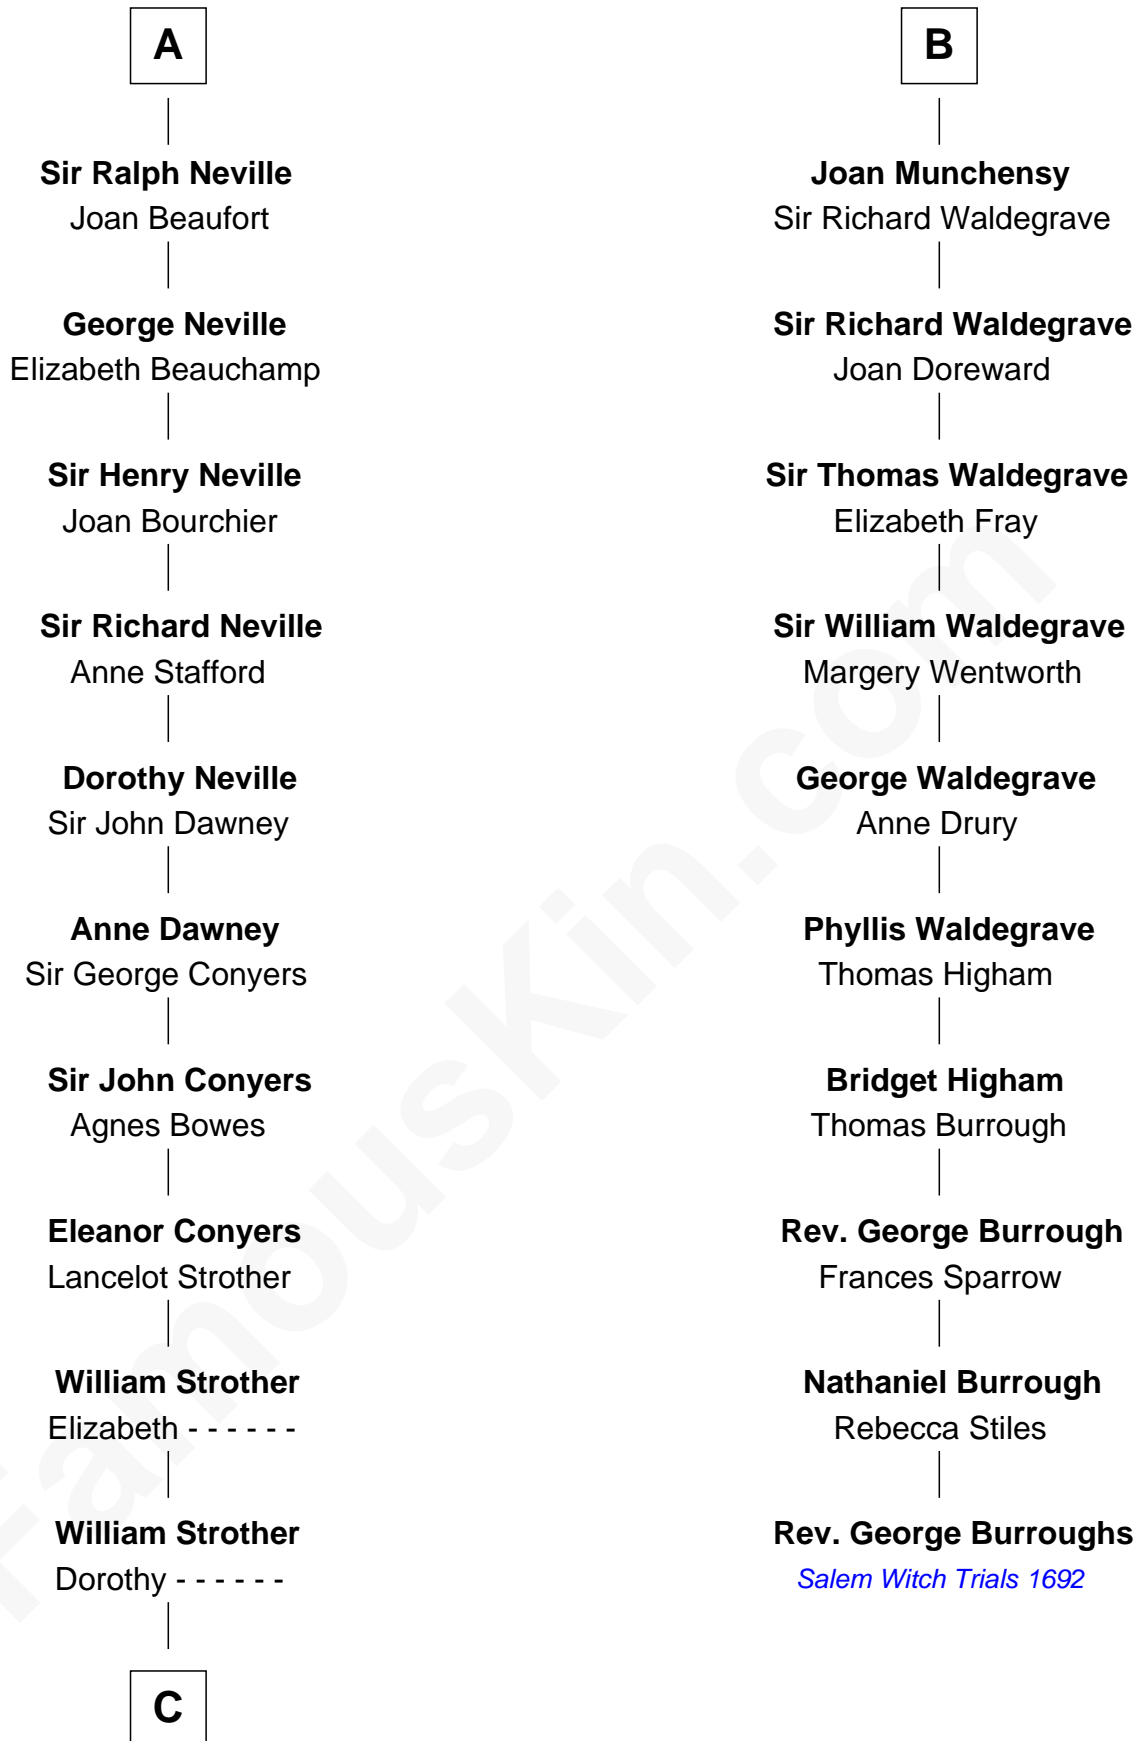 A
Sir Ralph Neville
Joan Beaufort
George Neville
Elizabeth Beauchamp
Sir Henry Neville
Joan Bourchier
Sir Richard Neville
Anne Stafford
Dorothy Neville
Sir John Dawney
Anne Dawney
Sir George Conyers
Sir John Conyers
Agnes Bowes
Eleanor Conyers
Lancelot Strother
William Strother
Elizabeth - - - - - -
William Strother
Dorothy - - - - - -
C
B
Joan Munchensy
Sir Richard Waldegrave
Sir Richard Waldegrave
Joan Doreward
Sir Thomas Waldegrave
Elizabeth Fray
Sir William Waldegrave
Margery Wentworth
George Waldegrave
Anne Drury
Phyllis Waldegrave
Thomas Higham
Bridget Higham
Thomas Burrough
Rev. George Burrough
Frances Sparrow
Nathaniel Burrough
Rebecca Stiles
Rev. George Burroughs
Salem Witch Trials 1692
FamousKin.com